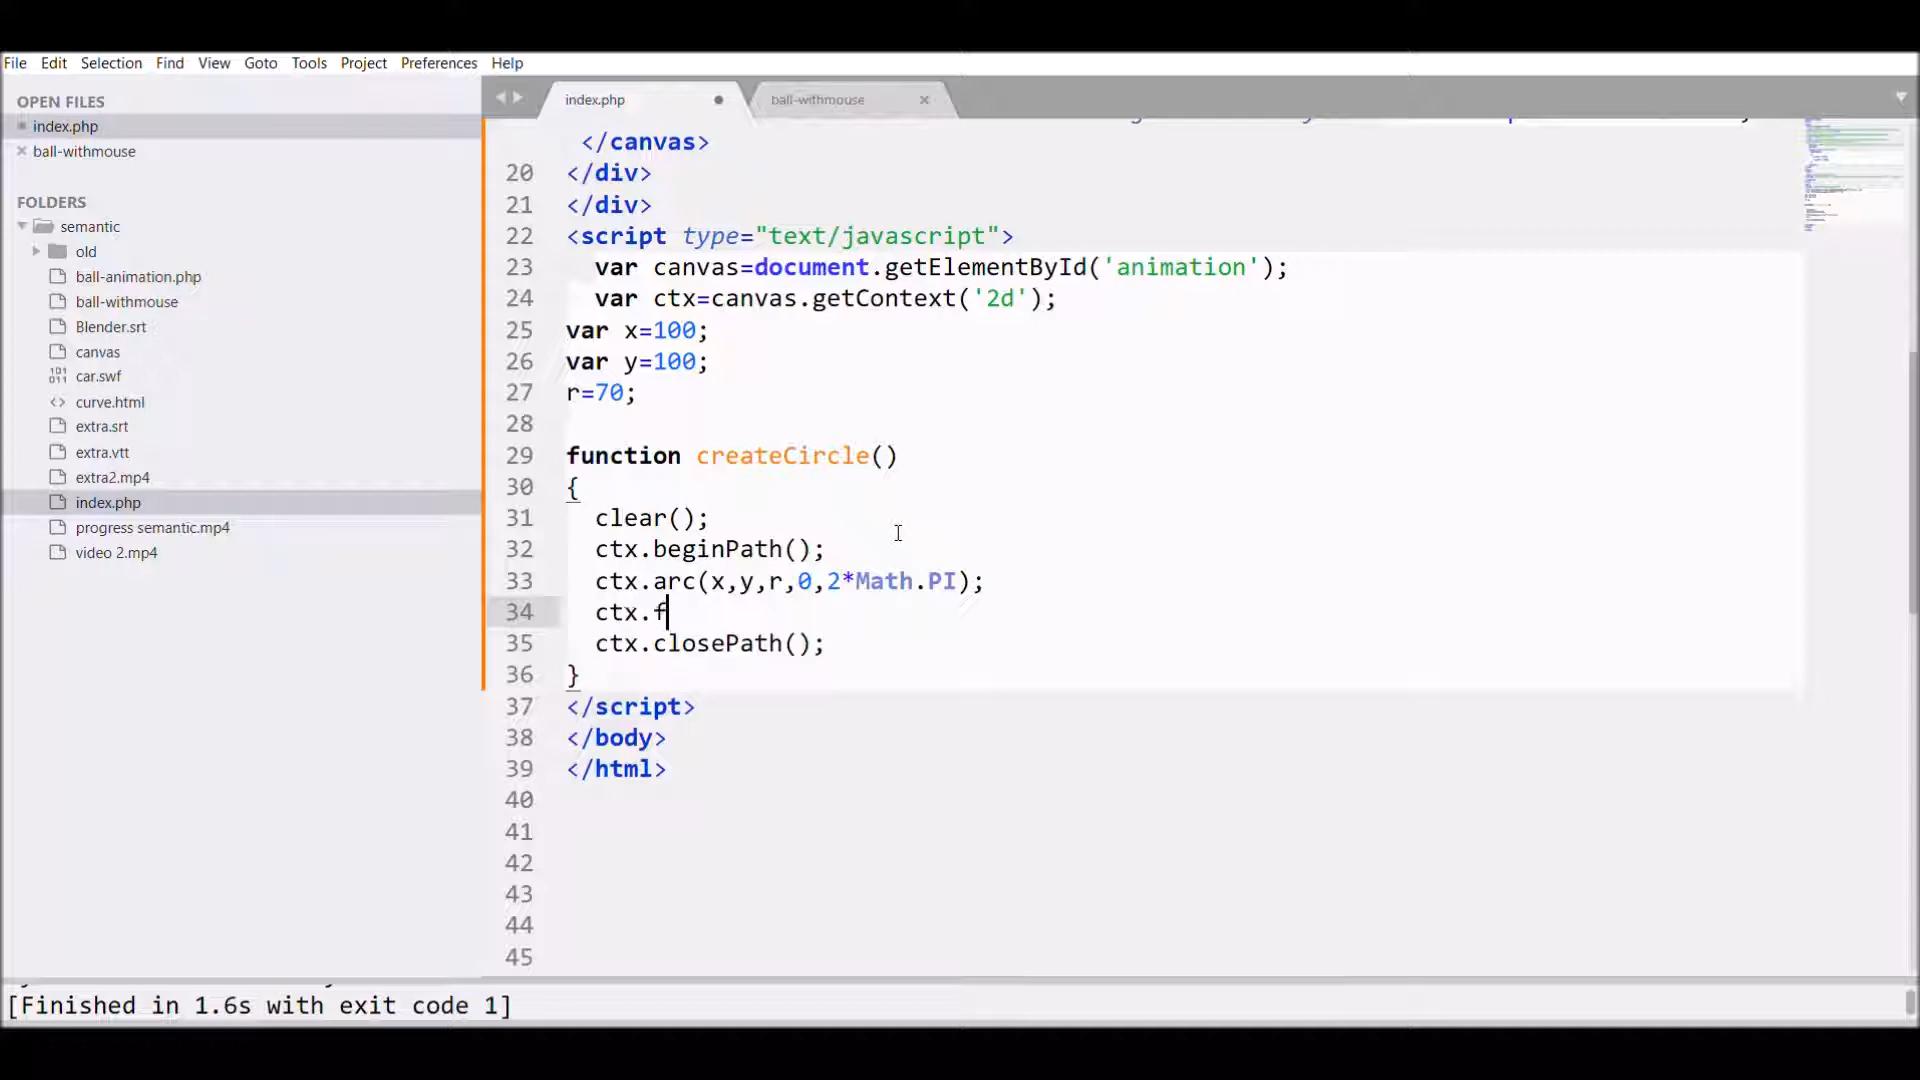 File Edit Selection Find View Goto Tools Project Preferences Help
OPEN FILES
index.php
ball-withmouse
FOLDERS
semantic
old
ball-animation.php
ball-withmouse
Blender.srt
canvas
car.swf
curve.html
extra.srt
extra.vtt
extra2.mp4
index.php
progress semantic.mp4
video 2.mp4
index.php
ball-withmouse
</canvas>
20 </div>
21 </div>
22 <script type="text/javascript">
23 var canvas=document.getElementById('animation');
24 var ctx=canvas.getContext('2d');
25 var x=100;
26 var y=100;
27 r=70;
28
29 function createCircle()
30 {
31 clear();
32 ctx.beginPath();
33 ctx.arc(x,y,r,0,2*Math.PI);
34 ctx.f
35 ctx.closePath();
36 }
37 </script>
38 </body>
39 </html>
40
41
42
43
44
45
[Finished in 1.6s with exit code 1]